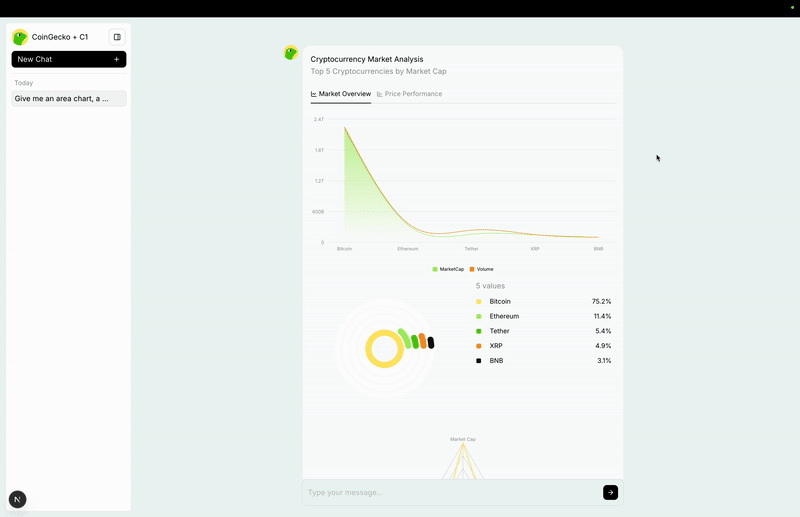 CoinGecko + C1
New Chat
+
Today
Give me an area chart, a ...
N
Cryptocurrency Market Analysis
Top 5 Cryptocurrencies by Market Cap
Market Overview Price Performance
2.4T
1.8T
1.2T
600B
0
Bitcoin Ethereum Tether XRP BNB
MarketCap Volume
5 values
Bitcoin 75.2%
Ethereum 11.4%
Tether 5.4%
XRP 4.9%
BNB 3.1%
Market Cap
Type your message...